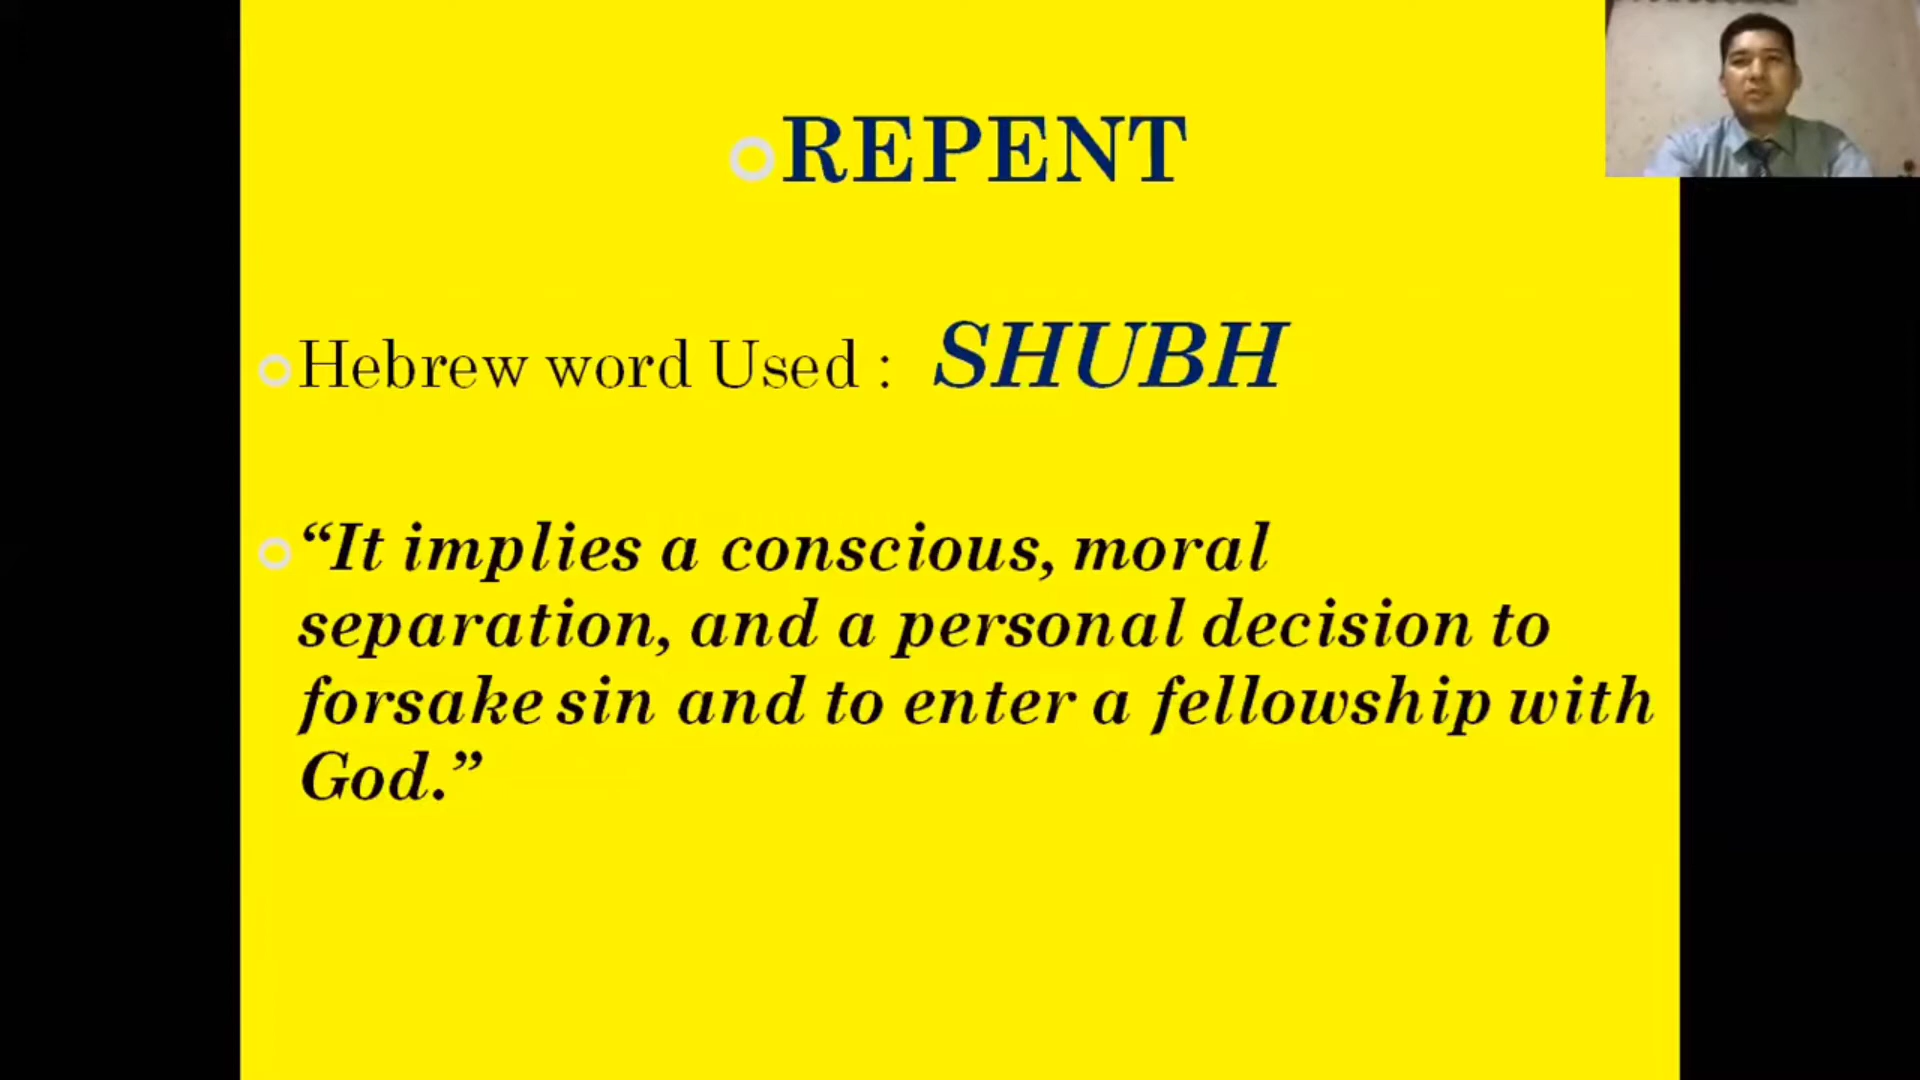 REPENT
Hebrew word Used : SHUBH
“It implies a conscious, moral
separation, and a personal decision to
forsake sin and to enter a fellowship with
God.”